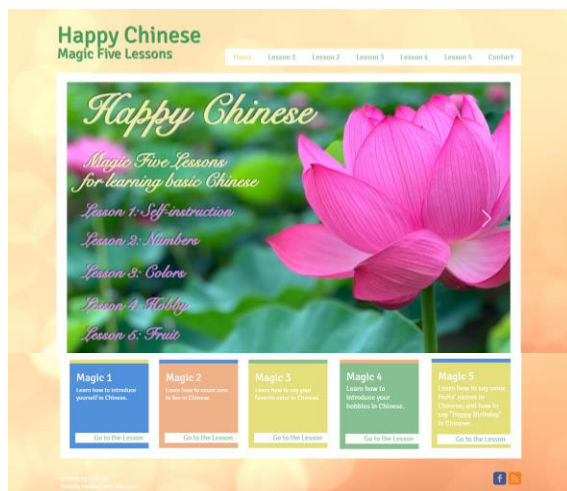 Happy Chinese
Magic Five Lessons
Home Lesson 1 Lesson 2 Lesson 3 Lesson 4 Lesson 5 Contact
Happy Chinese
Magic Five Lessons
for learning basic Chinese
Lesson 1: Self-instruction
Lesson 2: Numbers
Lesson 3: Colors
Lesson 4: Hobby
Lesson 5: Fruit
Magic 1
Learn how to introduce
yourself in Chinese.
Go to the Lesson
Magic 2
Learn how to count zero
to ten in Chinese.
Go to the Lesson
Magic 3
Learn how to say your
favorite color in Chinese.
Go to the Lesson
Magic 4
Learn how to
introduce your
hobbies in Chinese.
Go to the Lesson
Magic 5
Learn how to say some
fruits' names in
Chinese; and how to
say "Happy Birthday"
in Chinese.
Go to the Lesson